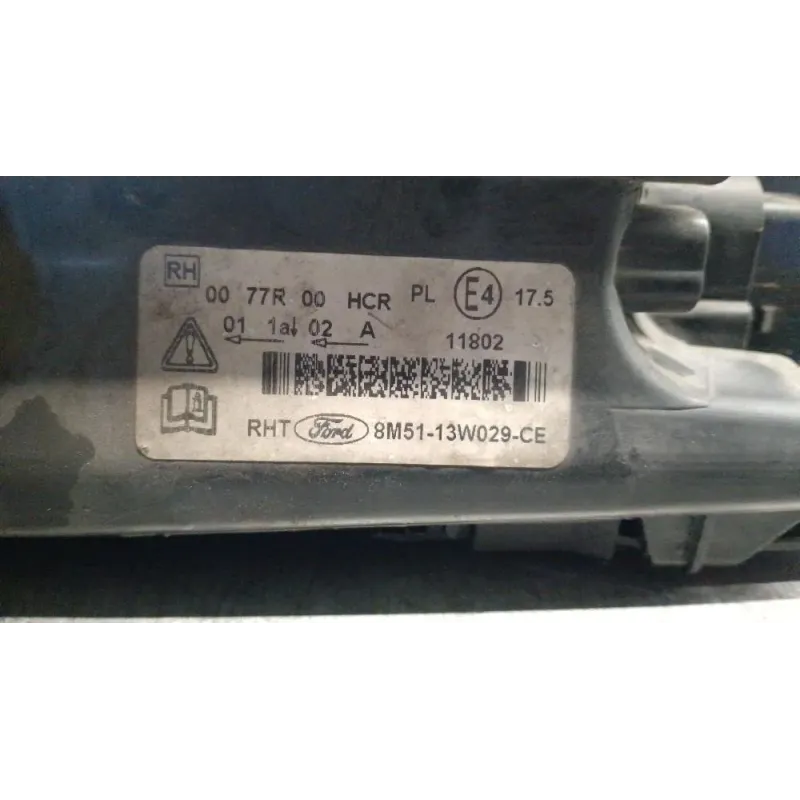 RH
00 77R 00 HCR PL E4 17.5
01 1a 02 A 11802
RHT Ford 8M51-13W029-CE